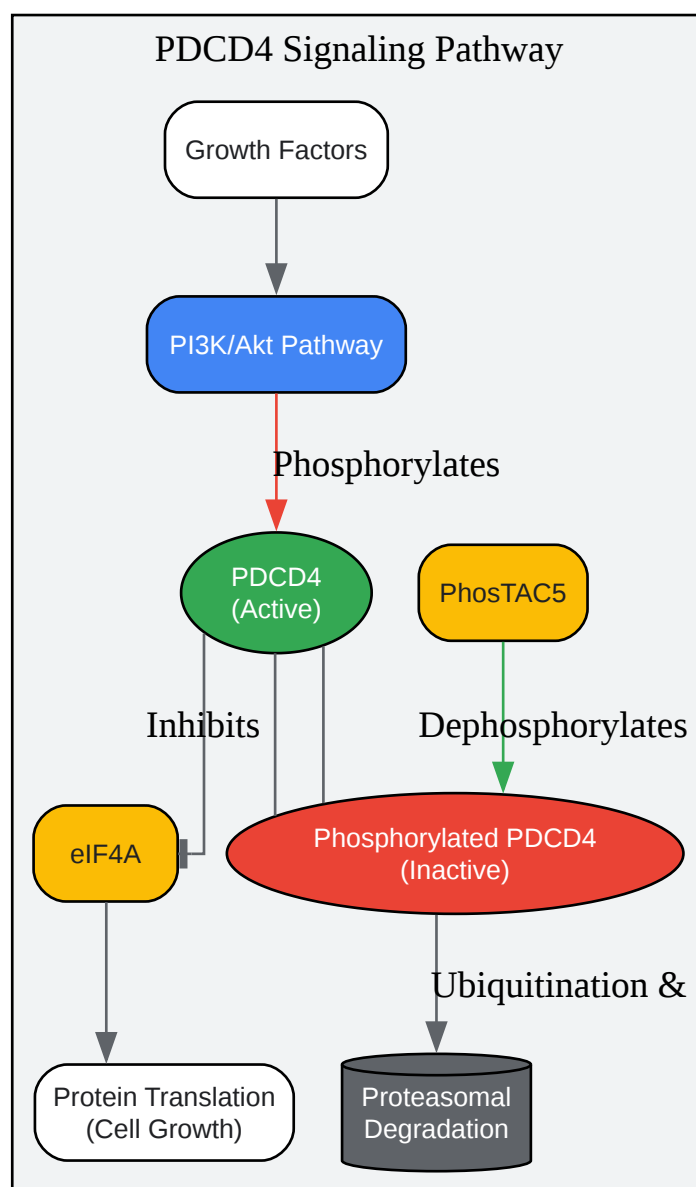 PDCD4 Signaling Pathway
Growth Factors
PI3K/Akt Pathway
Phosphorylates
PDCD4
(Active)
PhosTAC5
Inhibits
Dephosphorylates
eIF4A
Phosphorylated PDCD4
(Inactive)
Ubiquitination &
Protein Translation
(Cell Growth)
Proteasomal
Degradation